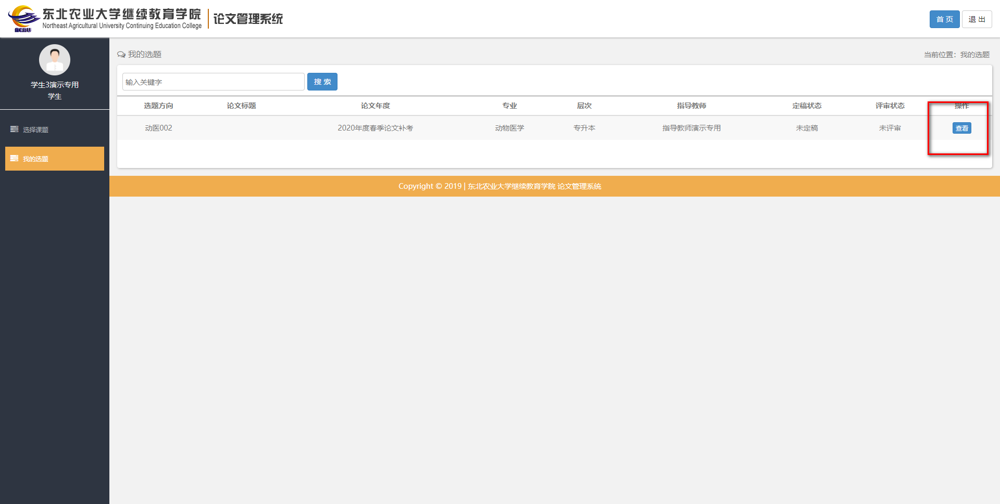 东北农业大学继续教育学院
Northeast Agricultural University Continuing Education College
NEAU
论文管理系统
首 页
退 出
学生3演示专用
学生
选择课题
我的选题
我的选题
当前位置：我的选题
输入关键字
搜 索
选题方向 论文标题 论文年度 专业 层次 指导教师 定稿状态 评审状态 操作
动医002 2020年度春季论文补考 动物医学 专升本 指导教师演示专用 未定稿 未评审 查看
Copyright © 2019 | 东北农业大学继续教育学院 论文管理系统